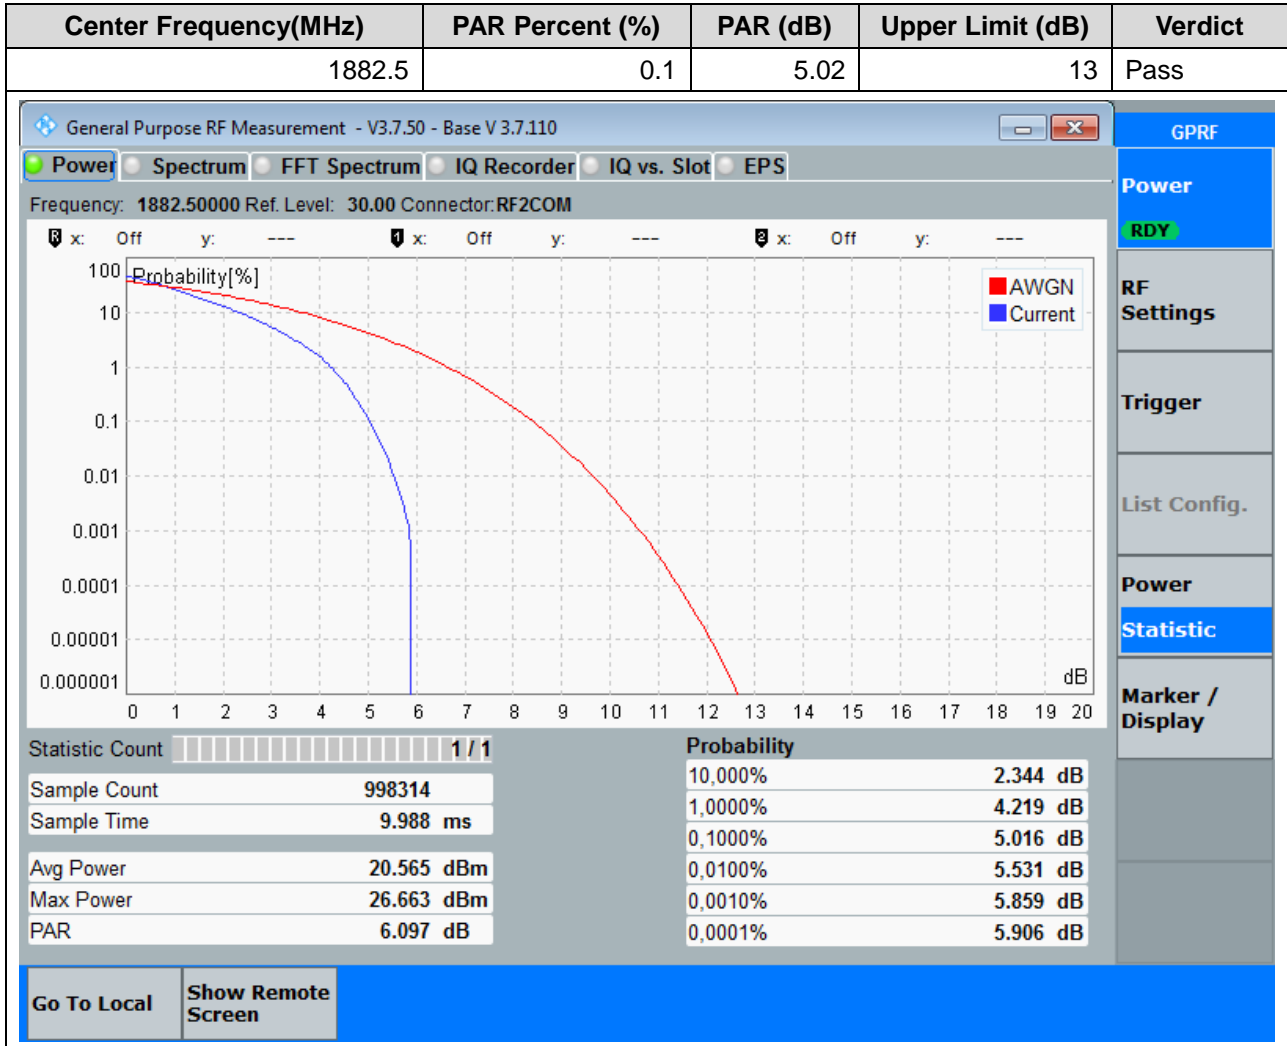 Center Frequency(MHz) PAR Percent (%) PAR (dB) Upper Limit (dB) Verdict
1882.5 0.1 5.02 13 Pass
General Purpose RF Measurement - V3.7.50 - Base V 3.7.110
GPRF
Power Spectrum FFT Spectrum IQ Recorder IQ vs. Slot EPS
Power
RDY
Frequency: 1882.50000 Ref. Level: 30.00 Connector:RF2COM
R x: Off y: --- 1 x: Off y: --- 2 x: Off y: ---
Probability[%]
AWGN
Current
100
10
1
0.1
0.01
0.001
0.0001
0.00001
0.000001
dB
0 1 2 3 4 5 6 7 8 9 10 11 12 13 14 15 16 17 18 19 20
RF
Settings
Trigger
List Config.
Power
Statistic
Marker /
Display
Statistic Count 1 / 1
Sample Count 998314
Sample Time 9.988 ms
Avg Power 20.565 dBm
Max Power 26.663 dBm
PAR 6.097 dB
Probability
10,000% 2.344 dB
1,0000% 4.219 dB
0,1000% 5.016 dB
0,0100% 5.531 dB
0,0010% 5.859 dB
0,0001% 5.906 dB
Go To Local
Show Remote
Screen